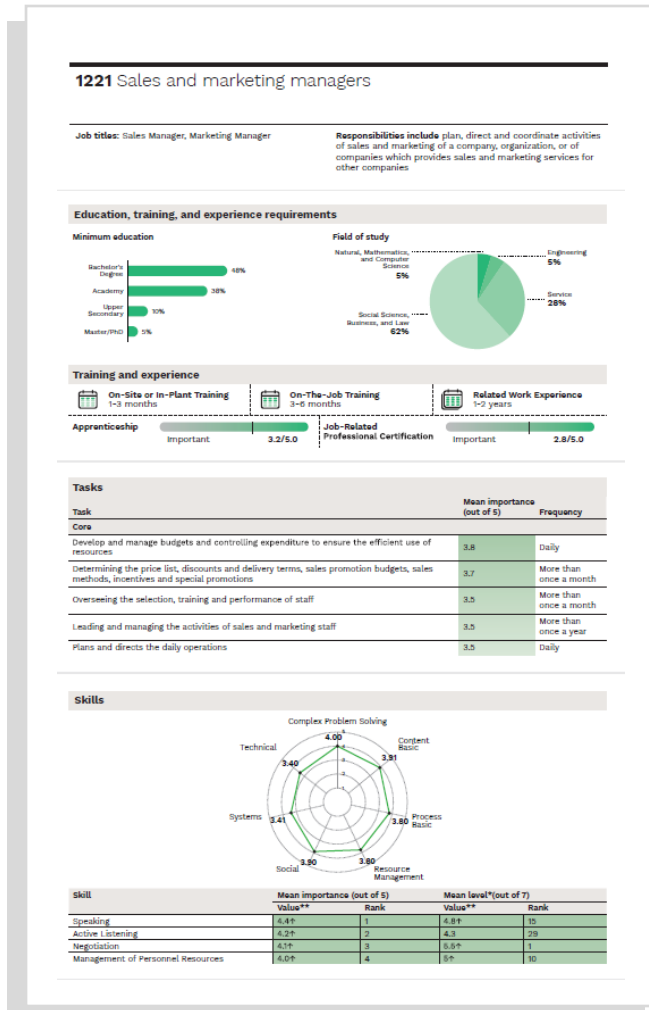 1221 Sales and marketing managers
Job titles: Sales Manager, Marketing Manager
Responsibilities include plan, direct and coordinate activities
of sales and marketing of a company, organization, or of
companies which provides sales and marketing services for
other companies
Education, training, and experience requirements
Minimum education
Bachelor's
Degree
48%
Academy
38%
Upper
Secondary
10%
Master/PhD
5%
Field of study
Natural, Mathematics,
and Computer
Science
5%
Engineering
5%
Service
28%
Social Science,
Business, and Law
62%
Training and experience
On-Site or In-Plant Training
1-3 months
On-The-Job Training
3-6 months
Related Work Experience
1-2 years
Apprenticeship
Important 3.2/5.0
Job-Related
Professional Certification
Important 2.8/5.0
Tasks
Task Mean importance (out of 5) Frequency
Core
Develop and manage budgets and controlling expenditure to ensure the efficient use of
resources
3.8 Daily
Determining the price list, discounts and delivery terms, sales promotion budgets, sales
methods, incentives and special promotions
3.7 More than
once a month
Overseeing the selection, training and performance of staff
3.5 More than
once a month
Leading and managing the activities of sales and marketing staff
3.5 More than
once a year
Plans and directs the daily operations 3.5 Daily
Skills
Complex Problem Solving
4.00
Content
Basic
3.91
Process
Basic
3.80
Resource
Management
3.80
Social
3.90
Systems
3.41
Technical
3.40
5
4
3
2
1
Skill Mean importance (out of 5) Mean level*(out of 7)
Value** Rank Value** Rank
Speaking 4.4↑ 1 4.8↑ 15
Active Listening 4.2↑ 2 4.3 29
Negotiation 4.1↑ 3 5.5↑ 1
Management of Personnel Resources 4.0↑ 4 5↑ 10